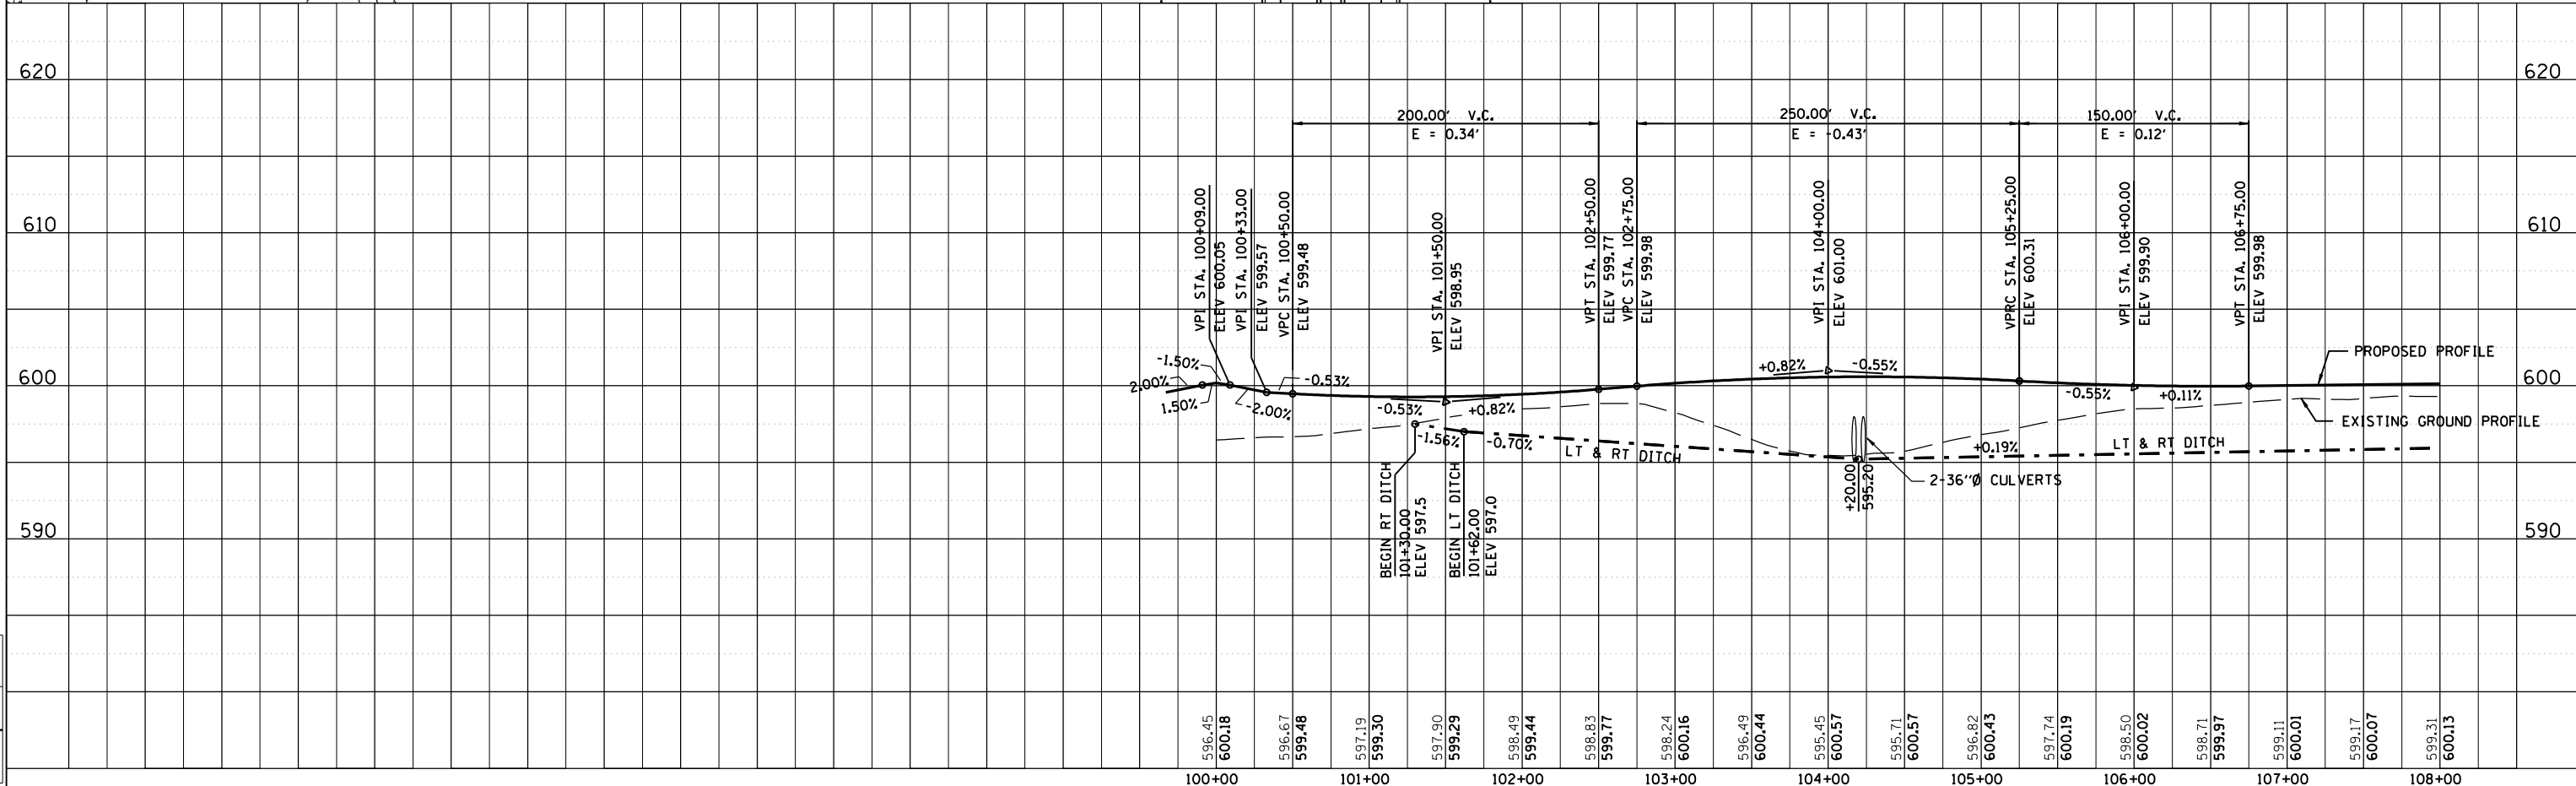 620
620
610
610
600
600
590
590
200.00' V.C.
E = 0.34'
250.00' V.C.
E = -0.43'
150.00' V.C.
E = 0.12'
VPI STA. 100+09.00
ELEV 600.05
VPI STA. 100+33.00
ELEV 599.57
VPC STA. 100+50.00
ELEV 599.48
VPI STA. 101+50.00
ELEV 598.95
VPT STA. 102+50.00
ELEV 599.77
VPC STA. 102+75.00
ELEV 599.98
VPI STA. 104+00.00
ELEV 601.00
VPRC STA. 105+25.00
ELEV 600.31
VPI STA. 106+00.00
ELEV 599.90
VPT STA. 106+75.00
ELEV 599.98
2.00%
-1.50%
1.50%
-2.00%
-0.53%
-0.53%
+0.82%
+0.82%
-0.55%
-0.55%
+0.11%
PROPOSED PROFILE
EXISTING GROUND PROFILE
-1.56%
-0.70%
LT & RT DITCH
+0.19%
LT & RT DITCH
2-36"Ø CULVERTS
+20.00
595.20
BEGIN RT DITCH
101+30.00
ELEV 597.5
BEGIN LT DITCH
101+62.00
ELEV 597.0
596.45
600.18
596.67
599.48
597.19
599.30
597.90
599.29
598.49
599.44
598.83
599.77
598.24
600.16
596.49
600.44
595.45
600.57
595.71
600.57
596.82
600.43
597.74
600.19
598.50
600.02
598.71
599.97
599.11
600.01
599.17
600.07
599.31
600.13
100+00
101+00
102+00
103+00
104+00
105+00
106+00
107+00
108+00